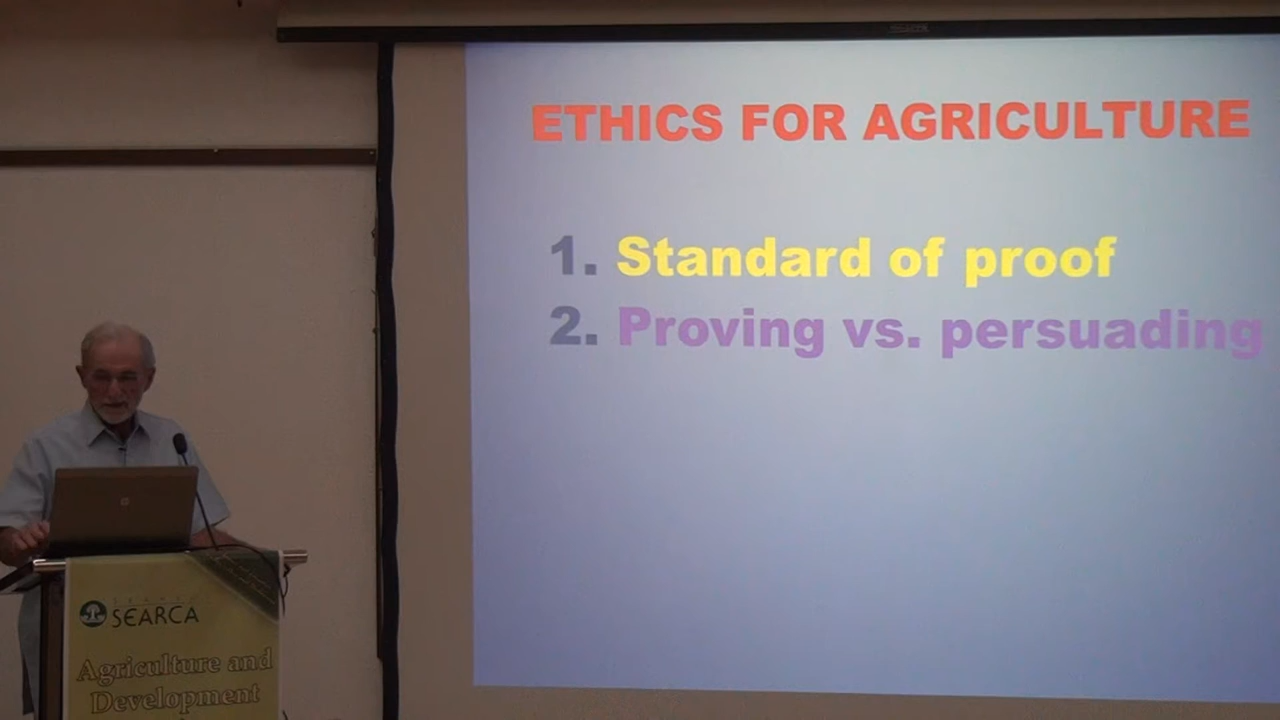 ETHICS FOR AGRICULTURE
1. Standard of proof
2. Proving vs. persuading
SEARCA
Agriculture and
Development